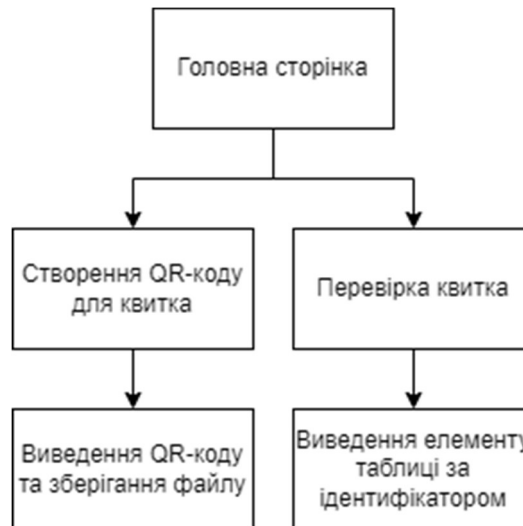 Головна сторінка
Створення QR-коду
для квитка
Перевірка квитка
Виведення QR-коду
та зберігання файлу
Виведення елементу
таблиці за
ідентифікатором